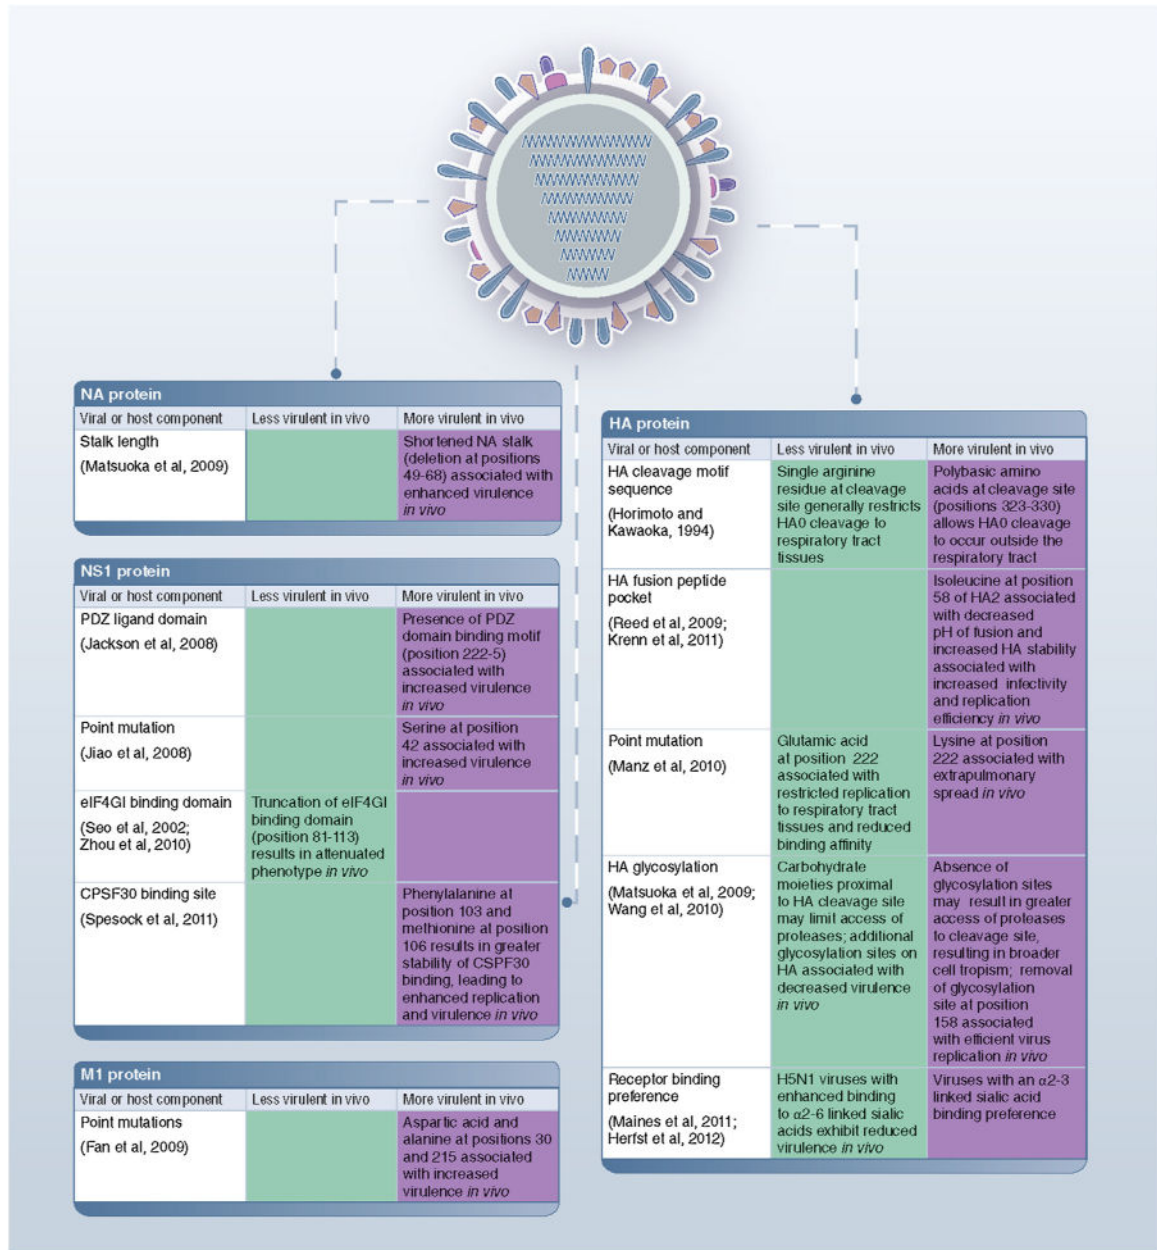 NA protein
Viral or host component Less virulent in vivo More virulent in vivo
Stalk length
(Matsuoka et al, 2009)
Shortened NA stalk
(deletion at positions
49-68) associated with
enhanced virulence
in vivo
NS1 protein
Viral or host component Less virulent in vivo More virulent in vivo
PDZ ligand domain
(Jackson et al, 2008)
Presence of PDZ
domain binding motif
(position 222-5)
associated with
increased virulence
in vivo
Point mutation
(Jiao et al, 2008)
Serine at position
42 associated with
increased virulence
in vivo
eIF4GI binding domain
(Seo et al, 2002;
Zhou et al, 2010)
Truncation of eIF4GI
binding domain
(position 81-113)
results in attenuated
phenotype in vivo
CPSF30 binding site
(Spesock et al, 2011)
Phenylalanine at
position 103 and
methionine at position
106 results in greater
stability of CSPF30
binding, leading to
enhanced replication
and virulence in vivo
M1 protein
Viral or host component Less virulent in vivo More virulent in vivo
Point mutations
(Fan et al, 2009)
Aspartic acid and
alanine at positions 30
and 215 associated
with increased
virulence in vivo
HA protein
Viral or host component Less virulent in vivo More virulent in vivo
HA cleavage motif
sequence
(Horimoto and
Kawaoka, 1994)
Single arginine
residue at cleavage
site generally restricts
HA0 cleavage to
respiratory tract
tissues
Polybasic amino
acids at cleavage site
(positions 323-330)
allows HA0 cleavage
to occur outside the
respiratory tract
HA fusion peptide
pocket
(Reed et al, 2009;
Krenn et al, 2011)
Isoleucine at position
58 of HA2 associated
with decreased
pH of fusion and
increased HA stability
associated with
increased infectivity
and replication
efficiency in vivo
Point mutation
(Manz et al, 2010)
Glutamic acid
at position 222
associated with
restricted replication
to respiratory tract
tissues and reduced
binding affinity
Lysine at position
222 associated with
extrapulmonary
spread in vivo
HA glycosylation
(Matsuoka et al, 2009;
Wang et al, 2010)
Carbohydrate
moieties proximal
to HA cleavage site
may limit access of
proteases; additional
glycosylation sites on
HA associated with
decreased virulence
in vivo
Absence of
glycosylation sites
may result in greater
access of proteases
to cleavage site,
resulting in broader
cell tropism; removal
of glycosylation
site at position
158 associated
with efficient virus
replication in vivo
Receptor binding
preference
(Maines et al, 2011;
Herfst et al, 2012)
H5N1 viruses with
enhanced binding
to α2-6 linked sialic
acids exhibit reduced
virulence in vivo
Viruses with an α2-3
linked sialic acid
binding preference